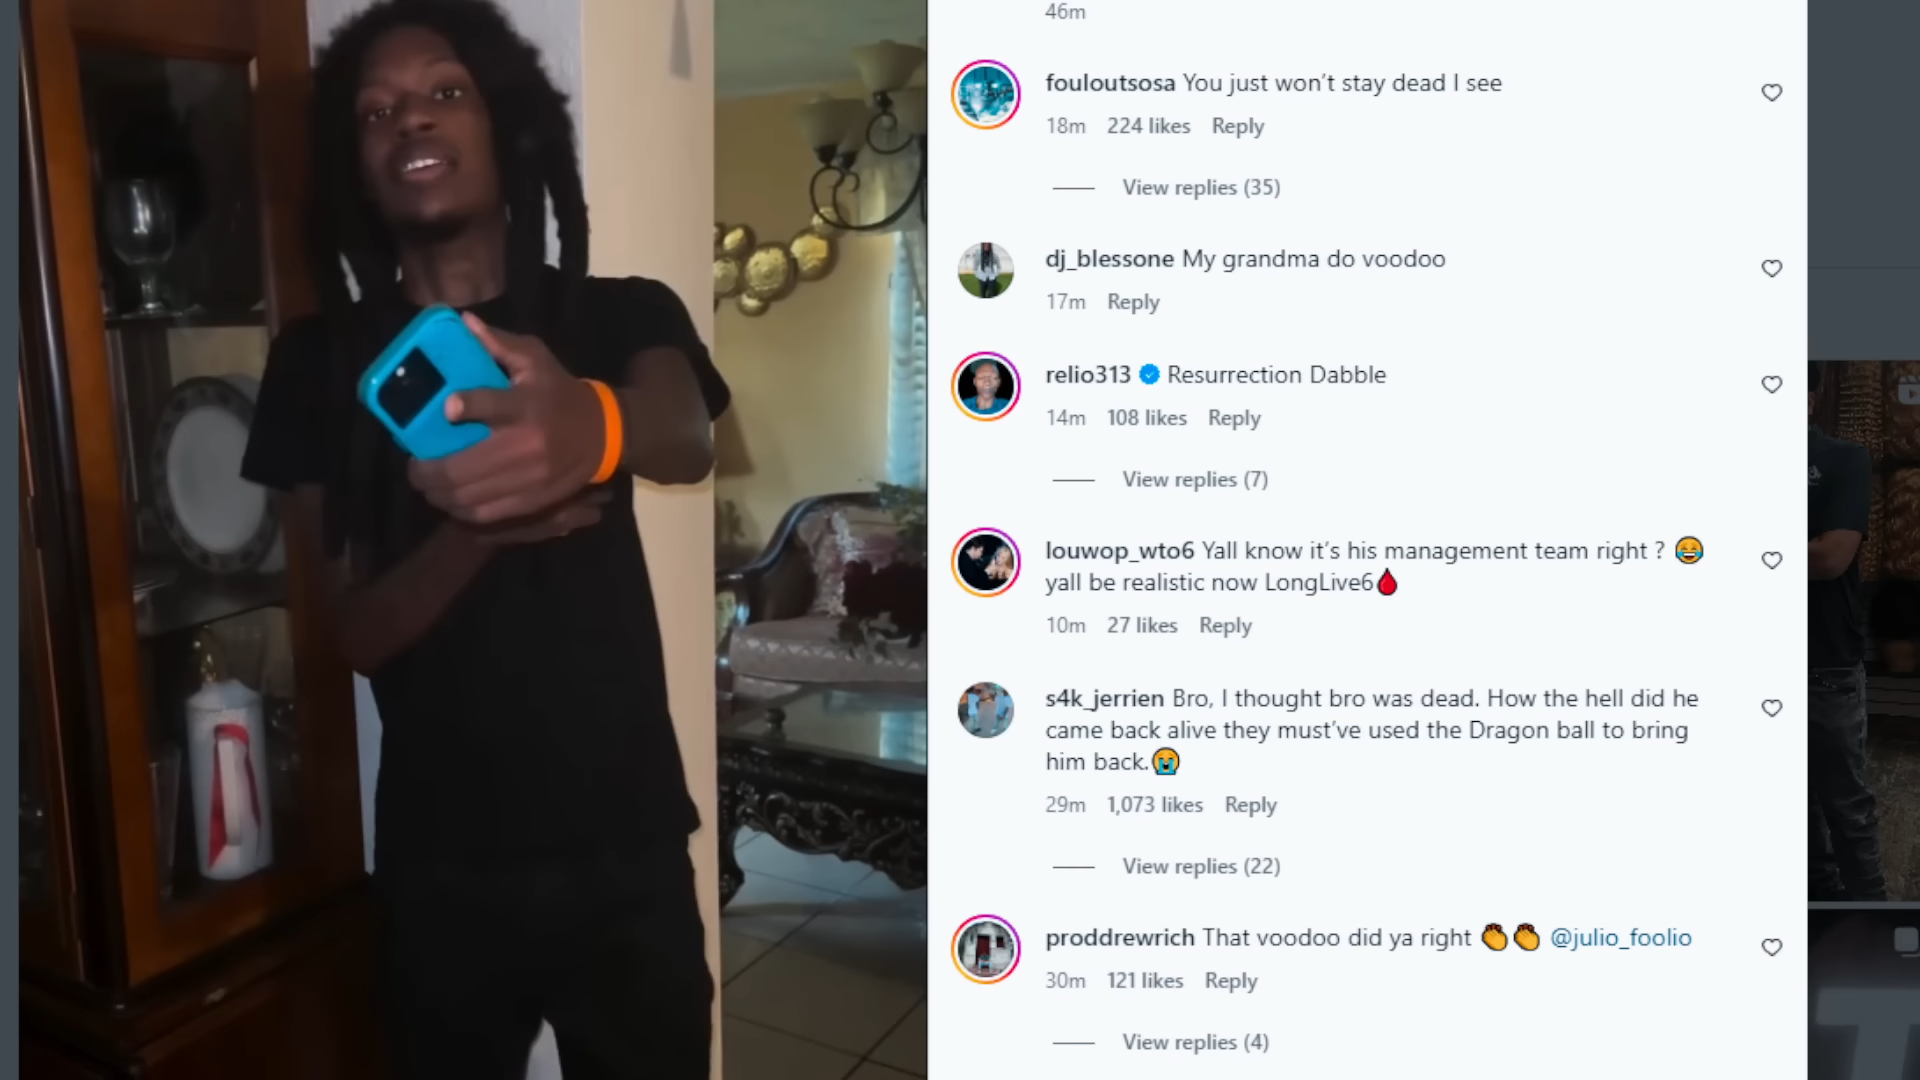 46m
fouloutsosa You just won't stay dead I see
18m 224 likes Reply
View replies (35)
dj_blessone My grandma do voodoo
17m Reply
relio313 Resurrection Dabble
14m 108 likes Reply
View replies (7)
louwop_wto6 Yall know it's his management team right ? 😂
yall be realistic now LongLive6🩸
10m 27 likes Reply
s4k_jerrien Bro, I thought bro was dead. How the hell did he
came back alive they must've used the Dragon ball to bring
him back.😭
29m 1,073 likes Reply
View replies (22)
proddrewrich That voodoo did ya right 👏👏 @julio_foolio
30m 121 likes Reply
View replies (4)